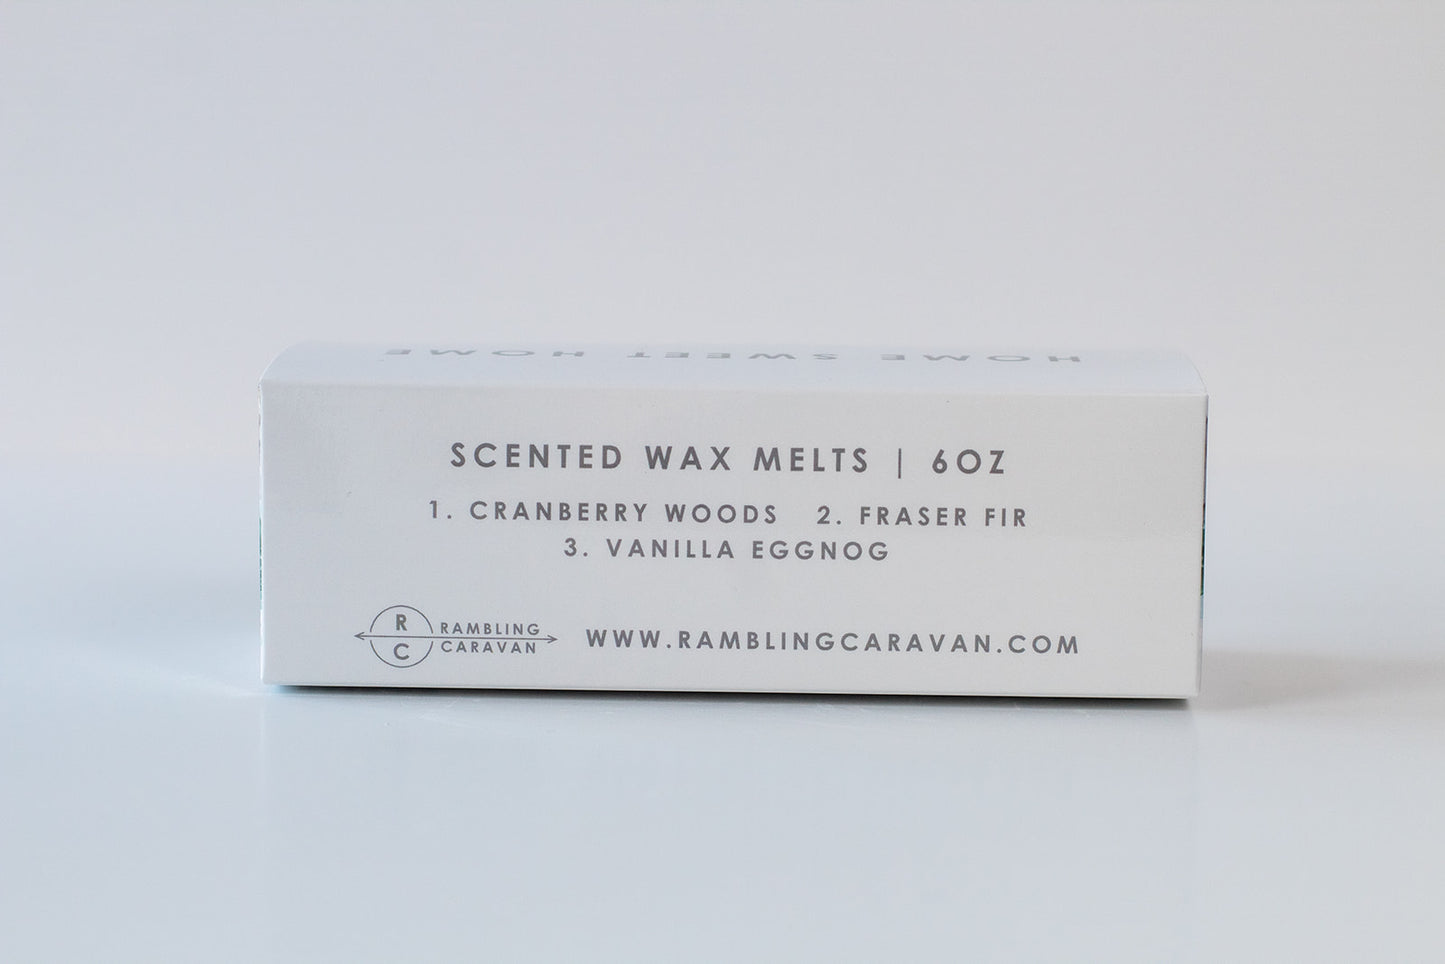 HOME SWEET HOME
SCENTED WAX MELTS | 6OZ
1. CRANBERRY WOODS 2. FRASER FIR
3. VANILLA EGGNOG
R
C
RAMBLING
CARAVAN
WWW.RAMBLINGCARAVAN.COM